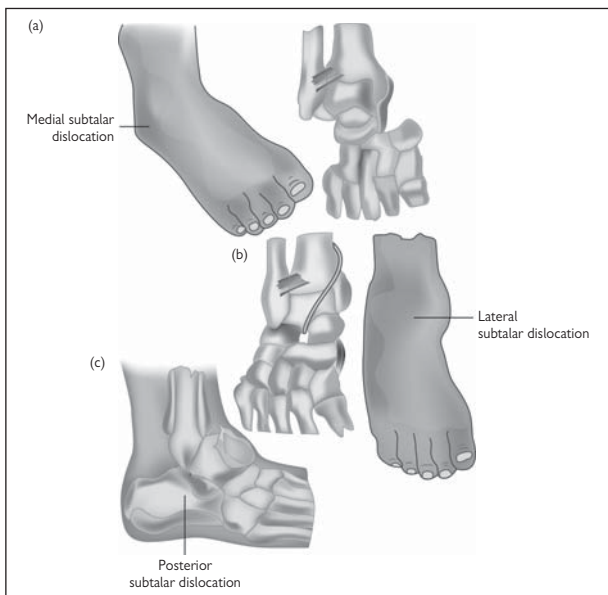 (a)
Medial subtalar
dislocation
(b)
Lateral
subtalar dislocation
(c)
Posterior
subtalar dislocation